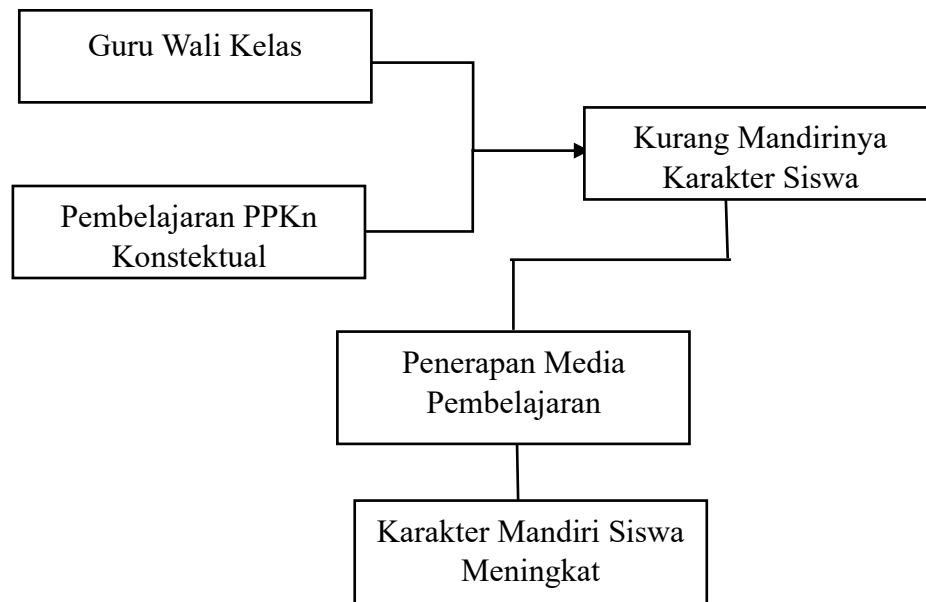 Guru Wali Kelas
Kurang Mandirinya
Karakter Siswa
Pembelajaran PPKn
Konstektual
Penerapan Media
Pembelajaran
Karakter Mandiri Siswa
Meningkat